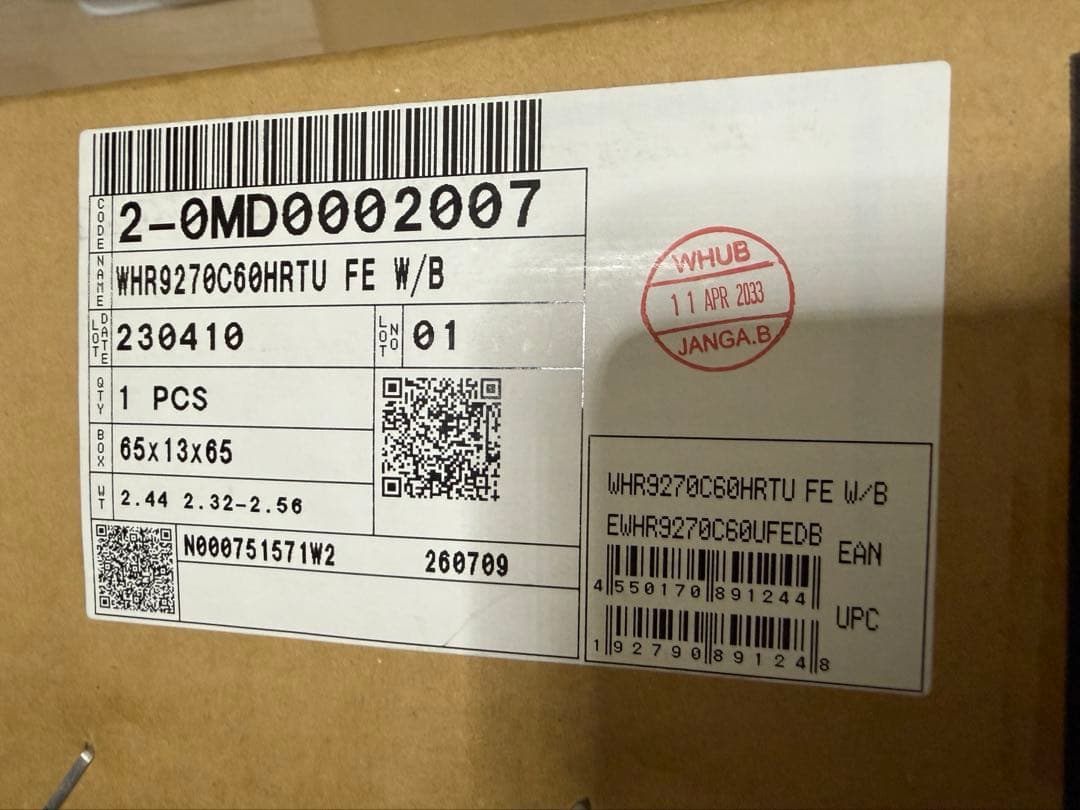 CODE 2-0MD0002007
NAME WHR9270C60HRTU FE W/B
LOT DATE 230410 LOT NO 01
QTY 1 PCS
BOX 65x13x65
WT 2.44 2.32-2.56
N000751571W2 260709
WHUB
11 APR 2033
JANGA.B
WHR9270C60HRTU FE W/B
EWHR9270C60UFEDB
EAN
4 550170 891244
UPC
1 92790 89124 8